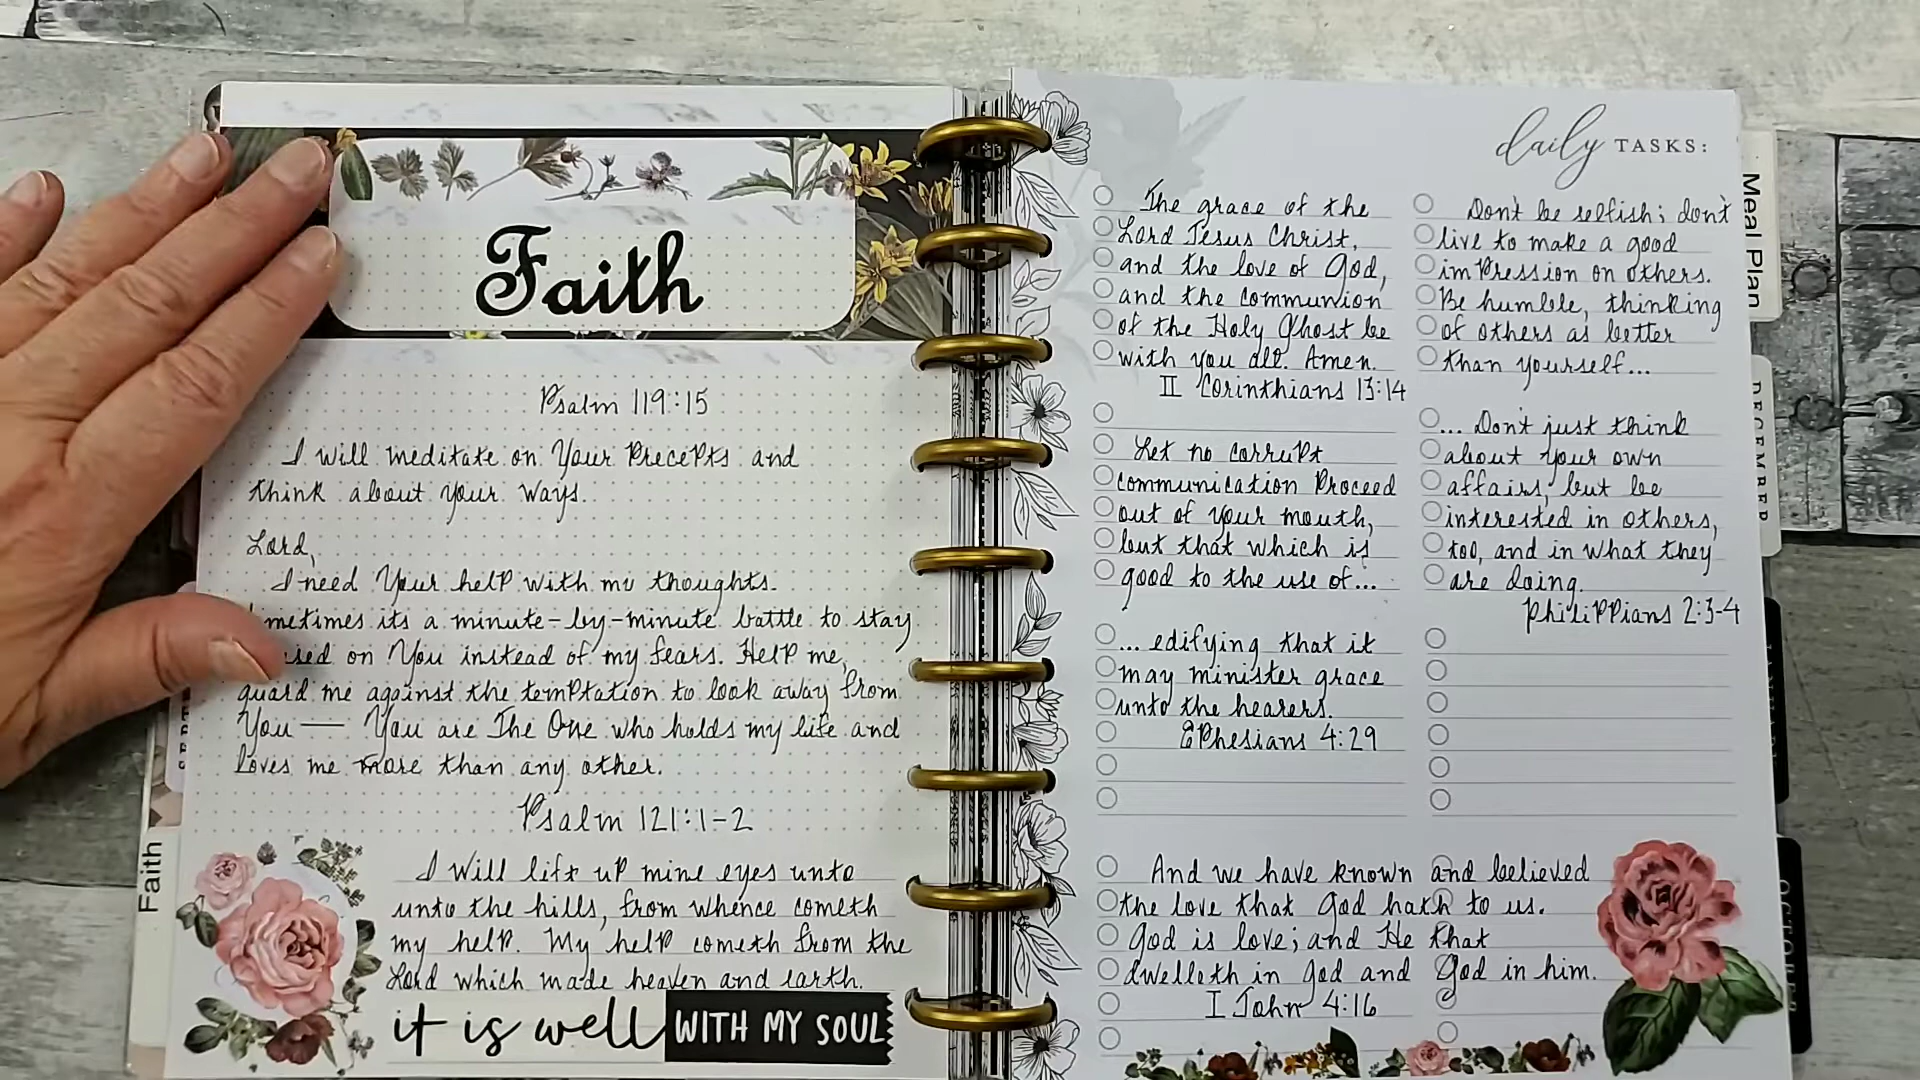 Faith
Psalm 119:15
I will meditate on Your Precepts and
think about your ways.
Lord,
I need Your help with my thoughts.
metimes its a minute-by-minute battle to stay
used on You instead of my fears. Help me,
guard me against the temptation to look away from
You — You are The One who holds my life and
loves me more than any other.
Psalm 121:1-2
I will lift up mine eyes unto
unto the hills, from whence cometh
my help. My help cometh from the
Lord which made heaven and earth.
it is well WITH MY SOUL
Faith
daily TASKS:
The grace of the
Lord Jesus Christ,
and the love of God,
and the communion
of the Holy Ghost be
with you all. Amen.
II Corinthians 13:14
Let no corrupt
communication Proceed
out of your mouth,
but that which is
good to the use of...
... edifying that it
may minister grace
unto the hearers.
Ephesians 4:29
Don't be selfish; don't
live to make a good
impression on others.
Be humble, thinking
of others as better
than yourself...
... Don't just think
about your own
affairs, but be
interested in others,
too, and in what they
are doing.
Philippians 2:3-4
And we have known and believed
the love that God hath to us.
God is love; and He that
dwelleth in God and God in him.
I John 4:16
Meal Plan
DECEMBER
OCTOBER